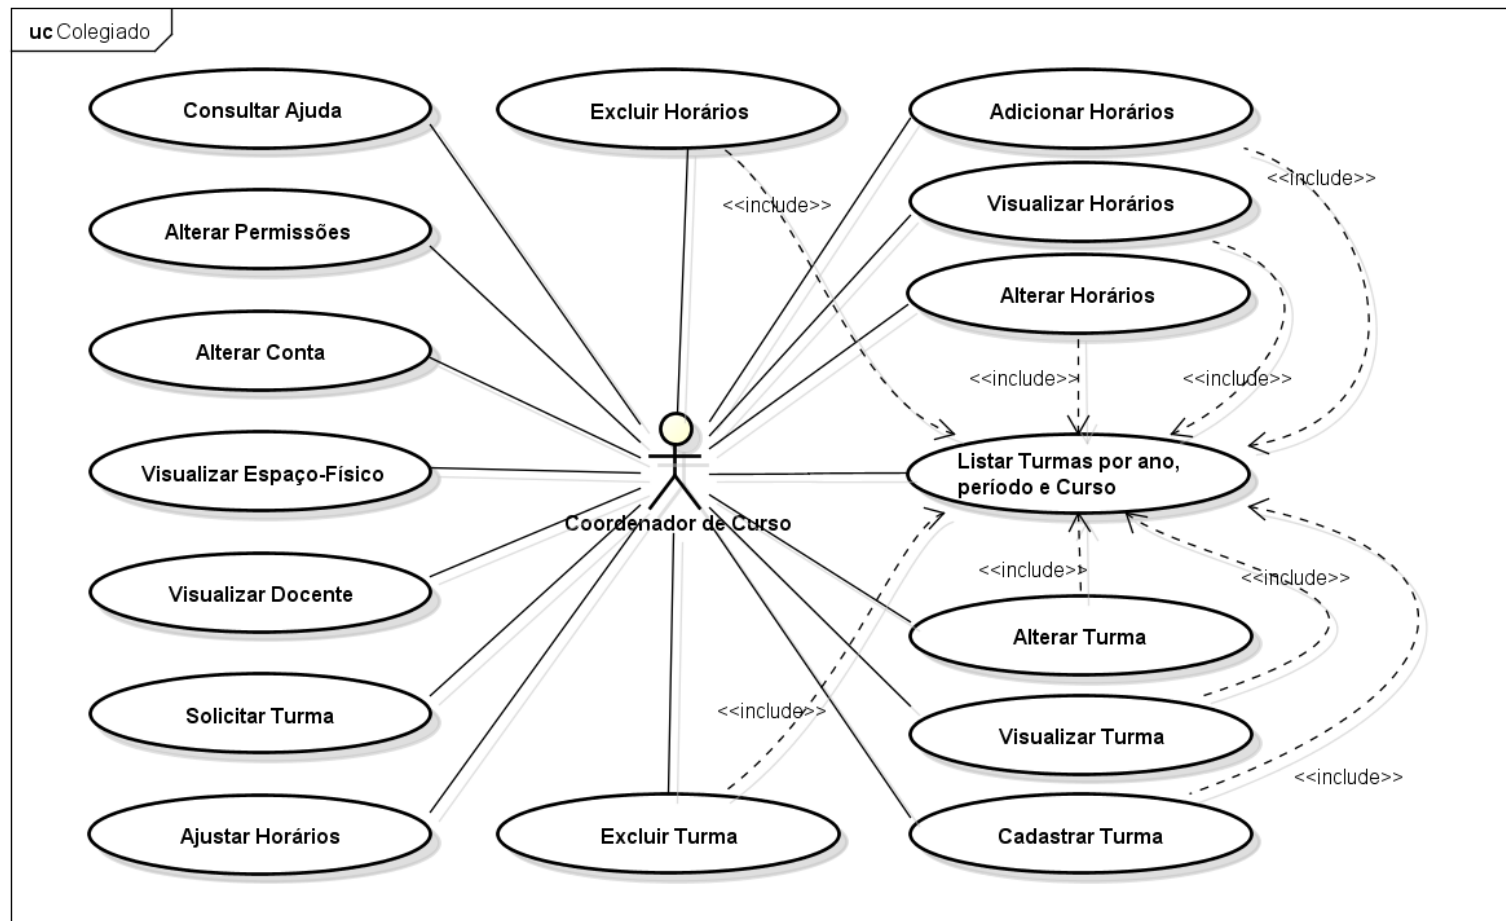 uc Colegiado
Consultar Ajuda
Excluir Horários
Adicionar Horários
<<include>>
<<include>>
Visualizar Horários
Alterar Permissões
Alterar Horários
Alterar Conta
<<include>>
<<include>>
Visualizar Espaço-Físico
Listar Turmas por ano,
período e Curso
Coordenador de Curso
<<include>>
<<include>>
Visualizar Docente
Alterar Turma
Solicitar Turma
<<include>>
Visualizar Turma
<<include>>
Ajustar Horários
Excluir Turma
Cadastrar Turma